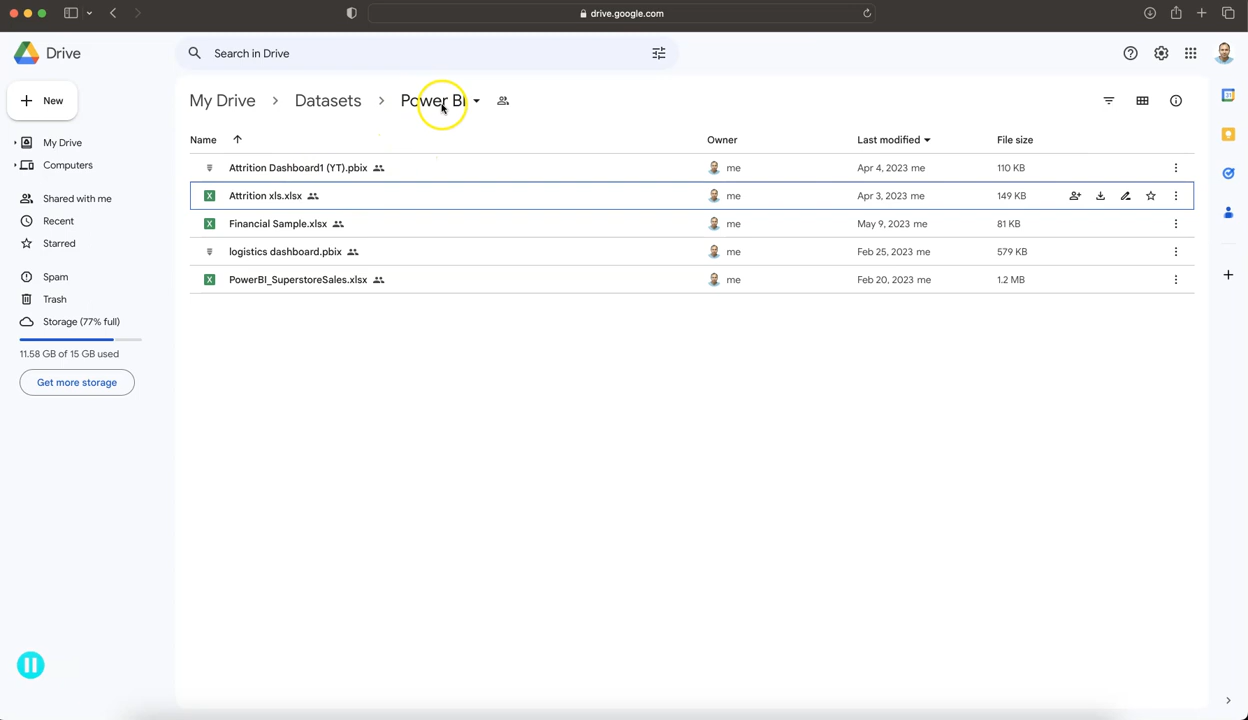 drive.google.com
Drive
Search in Drive
New
My Drive
Computers
Shared with me
Recent
Starred
Spam
Trash
Storage (77% full)
11.58 GB of 15 GB used
Get more storage
My Drive > Datasets > Power BI
Name Owner Last modified File size
Attrition Dashboard1 (YT).pbix me Apr 4, 2023 me 110 KB
Attrition xls.xlsx me Apr 3, 2023 me 149 KB
Financial Sample.xlsx me May 9, 2023 me 81 KB
logistics dashboard.pbix me Feb 25, 2023 me 579 KB
PowerBI_SuperstoreSales.xlsx me Feb 20, 2023 me 1.2 MB